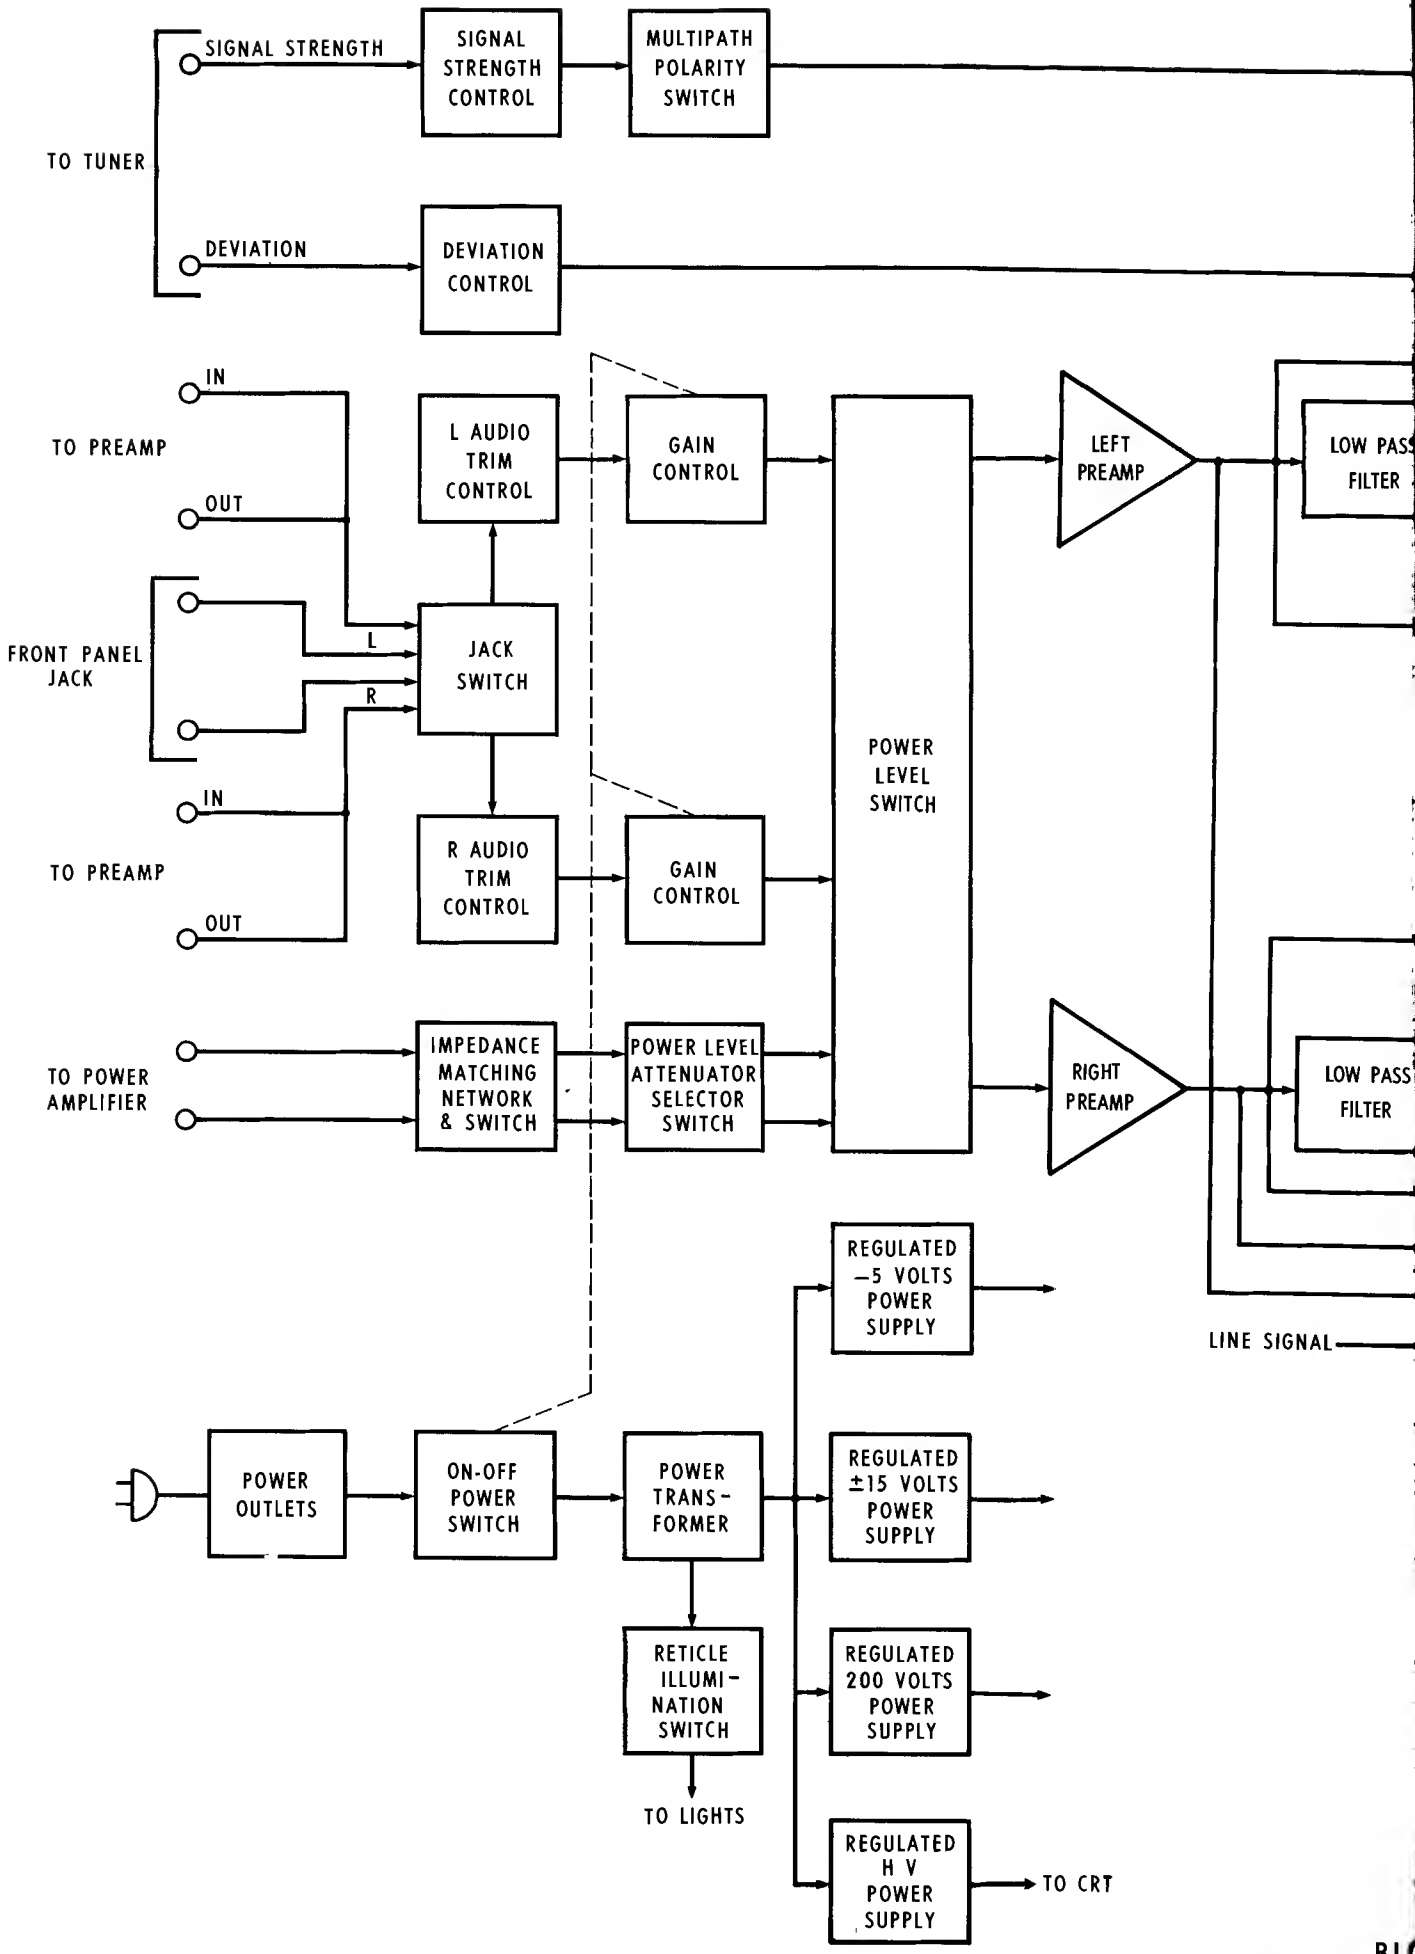 SIGNAL STRENGTH
SIGNAL
STRENGTH
CONTROL
MULTIPATH
POLARITY
SWITCH
TO TUNER
DEVIATION
DEVIATION
CONTROL
IN
TO PREAMP
OUT
L AUDIO
TRIM
CONTROL
GAIN
CONTROL
LEFT
PREAMP
LOW PASS
FILTER
FRONT PANEL
JACK
L
R
JACK
SWITCH
POWER
LEVEL
SWITCH
IN
TO PREAMP
OUT
R AUDIO
TRIM
CONTROL
GAIN
CONTROL
TO POWER
AMPLIFIER
IMPEDANCE
MATCHING
NETWORK
& SWITCH
POWER LEVEL
ATTENUATOR
SELECTOR
SWITCH
RIGHT
PREAMP
LOW PASS
FILTER
REGULATED
–5 VOLTS
POWER
SUPPLY
LINE SIGNAL
POWER
OUTLETS
ON-OFF
POWER
SWITCH
POWER
TRANS–
FORMER
REGULATED
±15 VOLTS
POWER
SUPPLY
RETICLE
ILLUMI–
NATION
SWITCH
TO LIGHTS
REGULATED
200 VOLTS
POWER
SUPPLY
REGULATED
H V
POWER
SUPPLY
TO CRT